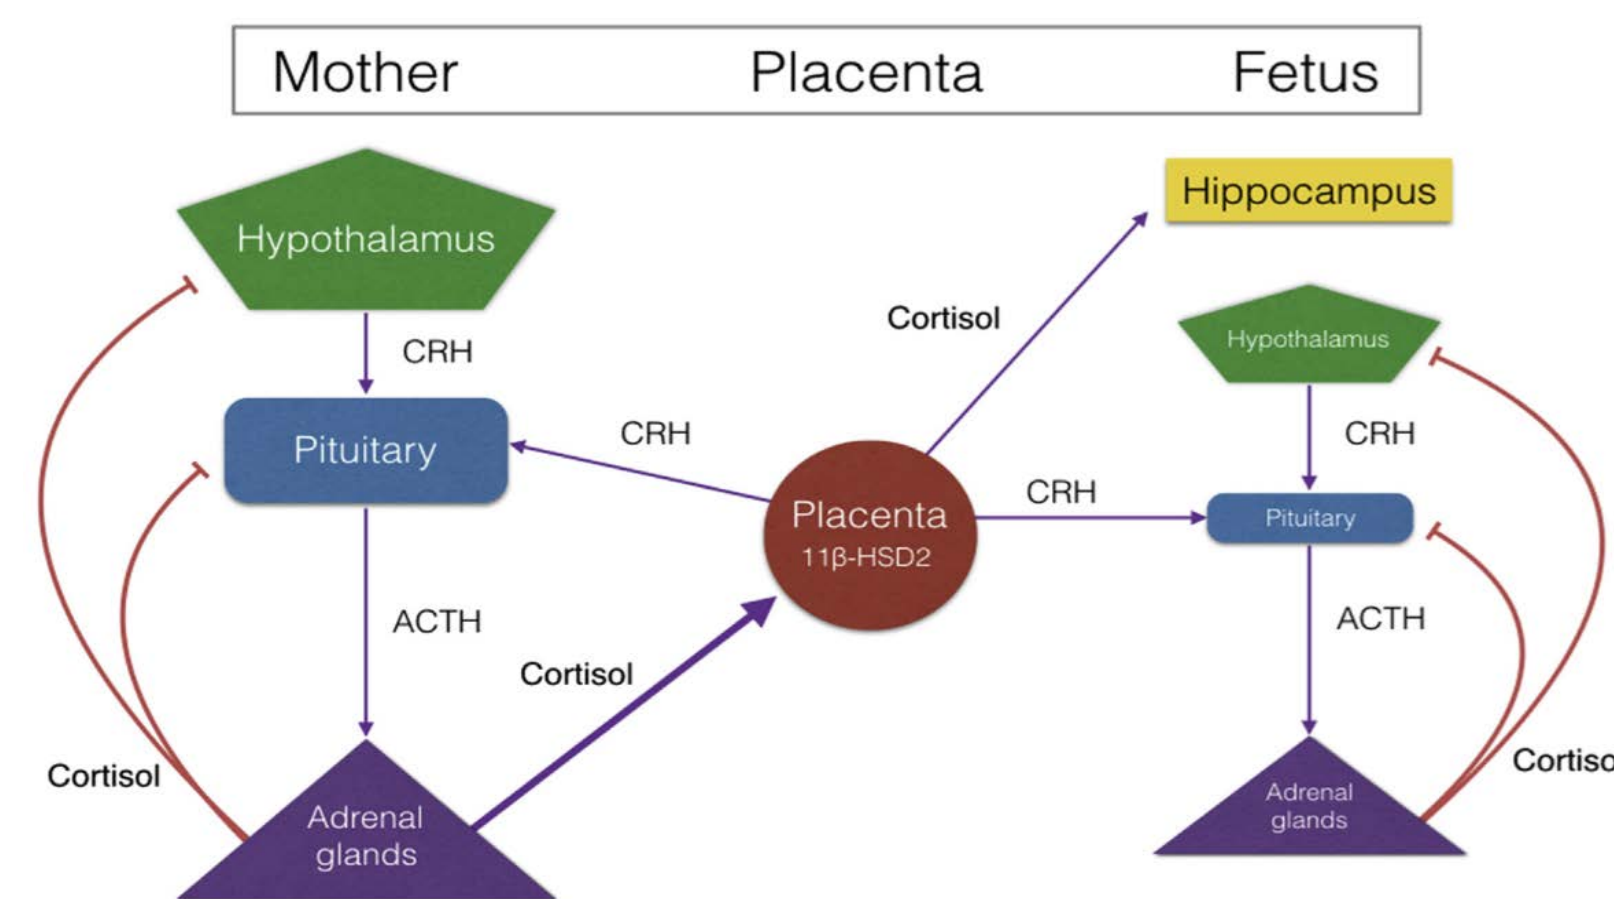 Mother Placenta Fetus
Hippocampus
Hypothalamus
Cortisol
Hypothalamus
CRH
CRH
CRH
Pituitary
CRH
Placenta
11β-HSD2
Pituitary
ACTH
ACTH
Cortisol
Cortisol
Cortiso
Adrenal
glands
Adrenal
glands